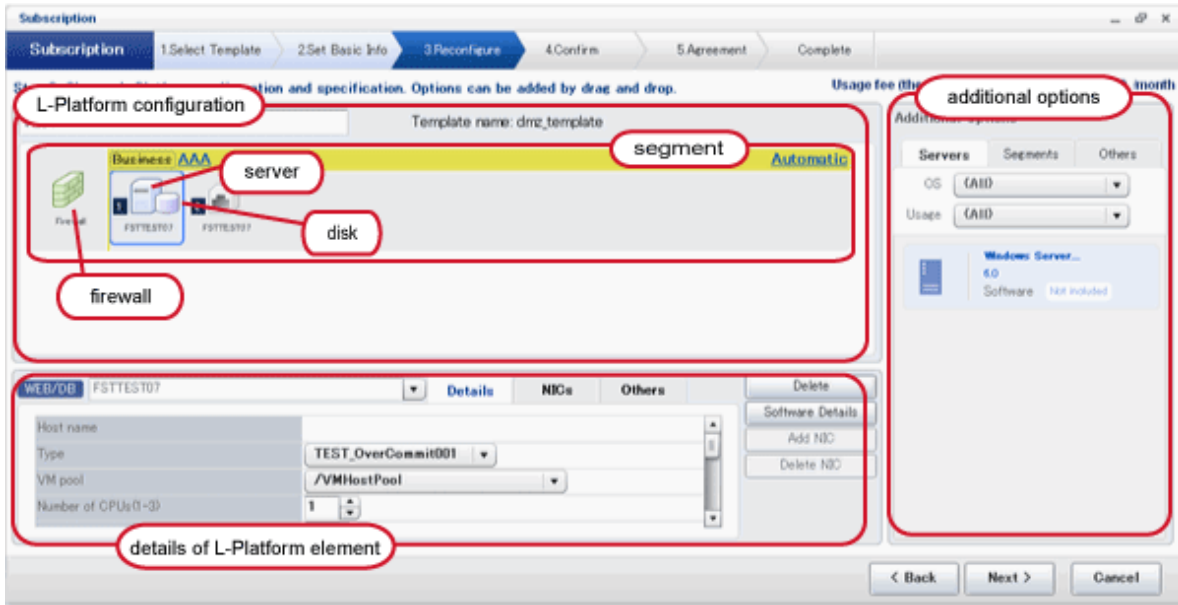 Subscription
Subscription 1.Select Template 2.Set Basic Info 3.Reconfigure 4.Confirm 5.Agreement Complete
and specification. Options can be added by drag and drop.
Usage fee month
L-Platform configuration
additional options
Template name: dmz_template
Business AAA
segment
Automatic
server
disk
Firewall
FSTTEST07 FSTTEST07
firewall
Servers Segments Others
OS (All)
Usage (All)
Windows Server...
6.0
Software Not included
WEB/DB FSTTEST07
Details NICs Others
Delete
Software Details
Add NIC
Delete NIC
Host name
Type TEST_OverCommit001
VM pool /VMHostPool
Number of CPUs(1-3) 1
details of L-Platform element
< Back Next > Cancel